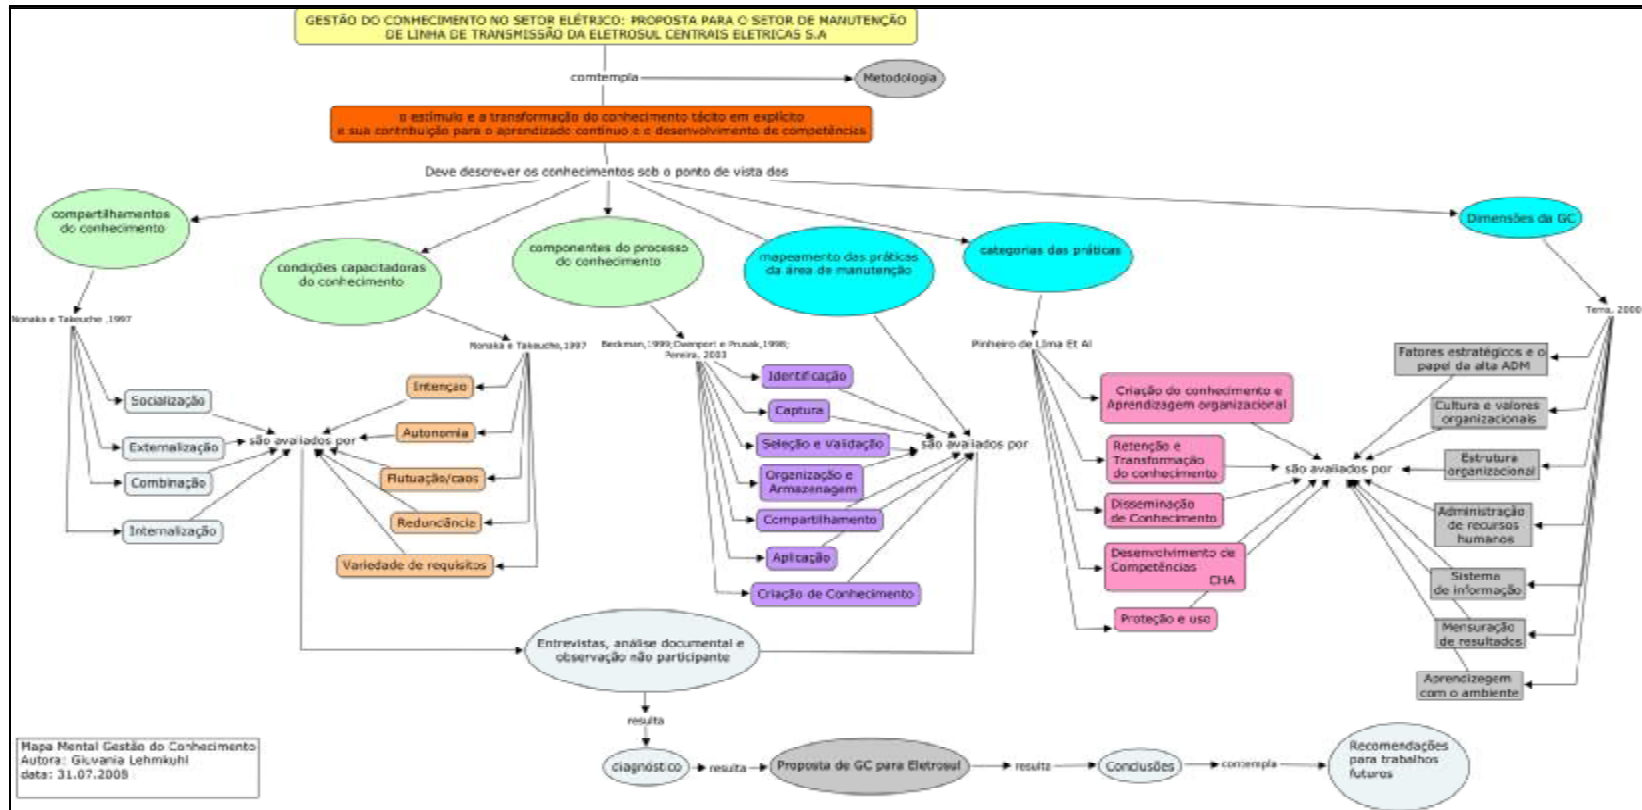 GESTÃO DO CONHECIMENTO NO SETOR ELÉTRICO: PROPOSTA PARA O SETOR DE MANUTENÇÃO
DE LINHA DE TRANSMISSÃO DA ELETROSUL CENTRAIS ELETRICAS S.A
comtempla
Metodologia
o estímulo e a transformação do conhecimento tácito em explícito
e sua contribuição para o aprendizado contínuo e o desenvolvimento de competências
Deve descrever os conhecimentos sob o ponto de vista dos
compartilhamentos
do conhecimento
condições capacitadoras
do conhecimento
componentes do processo
do conhecimento
mapeamento das práticas
da área de manutenção
categorias das práticas
Dimensões da GC
Nonaka e Takeuche ,1997
Nonaka e Takeuche,1997
Beckman,1999;Davenport e Prusak,1998;
Pereira, 2003
Pinheiro de LIma Et Al
Terra, 2000
Socialização
Externalização
Combinação
Internalização
são avaliados por
Intenção
Autonomia
Flutuação/caos
Redundância
Variedade de requisitos
Identificação
Captura
Seleção e Validação
Organização e
Armazenagem
Compartilhamento
Aplicação
Criação de Conhecimento
são avaliados por
Criação do conhecimento e
Aprendizagem organizacional
Retenção e
Transformação
do conhecimento
Disseminação
de Conhecimento
Desenvolvimento de
Competências
CHA
Proteção e uso
são avaliados por
Fatores estratégicos e o
papel da alta ADM
Cultura e valores
organizacionais
Estrutura
organizacional
Administração
de recursos
humanos
Sistema
de informação
Mensuração
de resultados
Aprendizegem
com o ambiente
Entrevistas, análise documental e
observação não participante
resulta
diagnóstico
resulta
Proposta de GC para Eletrosul
resulta
Conclusões
contempla
Recomendações
para trabalhos
futuros
Mapa Mental Gestão do Conhecimento
Autora: Giuvania Lehmkuhl
data: 31.07.2008